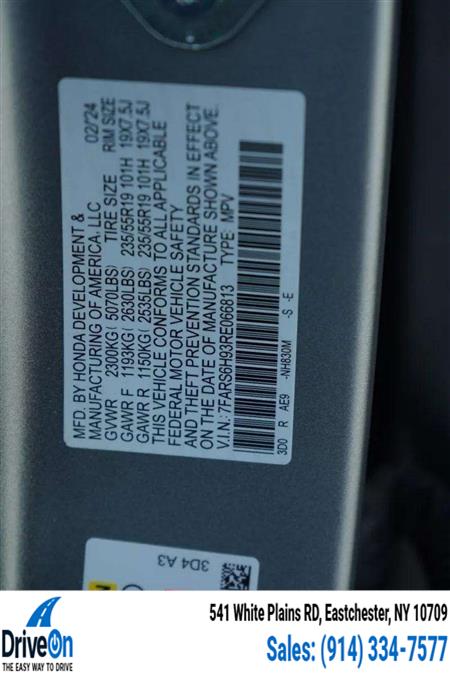 MFD. BY HONDA DEVELOPMENT &
MANUFACTURING OF AMERICA, LLC 02/'24
GVWR 2300KG( 5070LBS) TIRE SIZE RIM SIZE
GAWR F 1193KG( 2630LBS) 235/55R19 101H 19X7.5J
GAWR R 1150KG( 2535LBS) 235/55R19 101H 19X7.5J
THIS VEHICLE CONFORMS TO ALL APPLICABLE
FEDERAL MOTOR VEHICLE SAFETY
AND THEFT PREVENTION STANDARDS IN EFFECT
ON THE DATE OF MANUFACTURE SHOWN ABOVE.
V.I.N.: 7FARS6H93RE066813 TYPE: MPV
3D0 R AE9 -NH830M -S -E
3D4 A3
DriveOn
THE EASY WAY TO DRIVE
541 White Plains RD, Eastchester, NY 10709
Sales: (914) 334-7577